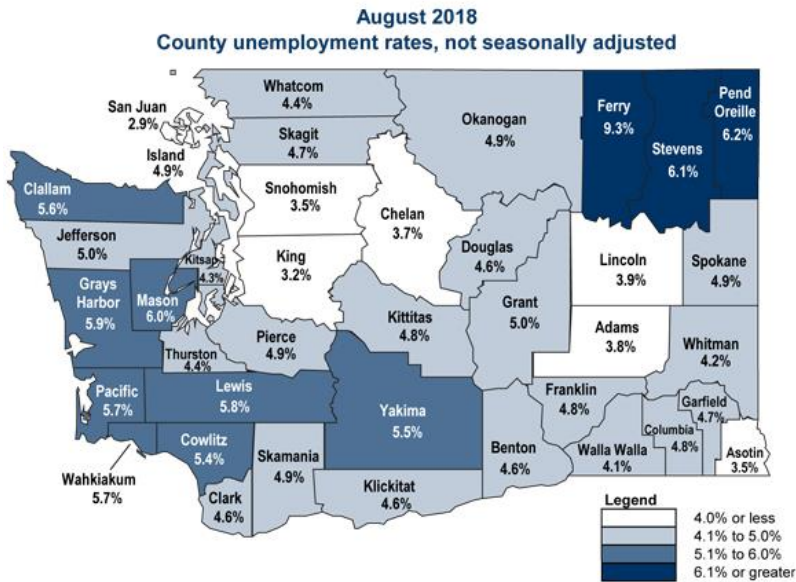 August 2018
County unemployment rates, not seasonally adjusted
San Juan
2.9%
Whatcom
4.4%
Okanogan
4.9%
Ferry
9.3%
Pend
Oreille
6.2%
Skagit
4.7%
Stevens
6.1%
Island
4.9%
Clallam
5.6%
Snohomish
3.5%
Chelan
3.7%
Jefferson
5.0%
Kitsap
4.3%
Douglas
4.6%
Lincoln
3.9%
Spokane
4.9%
King
3.2%
Grays
Harbor
5.9%
Mason
6.0%
Kittitas
4.8%
Grant
5.0%
Adams
3.8%
Pierce
4.9%
Whitman
4.2%
Thurston
4.4%
Pacific
5.7%
Lewis
5.8%
Yakima
5.5%
Franklin
4.8%
Garfield
4.7%
Columbia
4.8%
Cowlitz
5.4%
Skamania
4.9%
Benton
4.6%
Walla Walla
4.1%
Asotin
3.5%
Wahkiakum
5.7%
Clark
4.6%
Klickitat
4.6%
Legend
4.0% or less
4.1% to 5.0%
5.1% to 6.0%
6.1% or greater